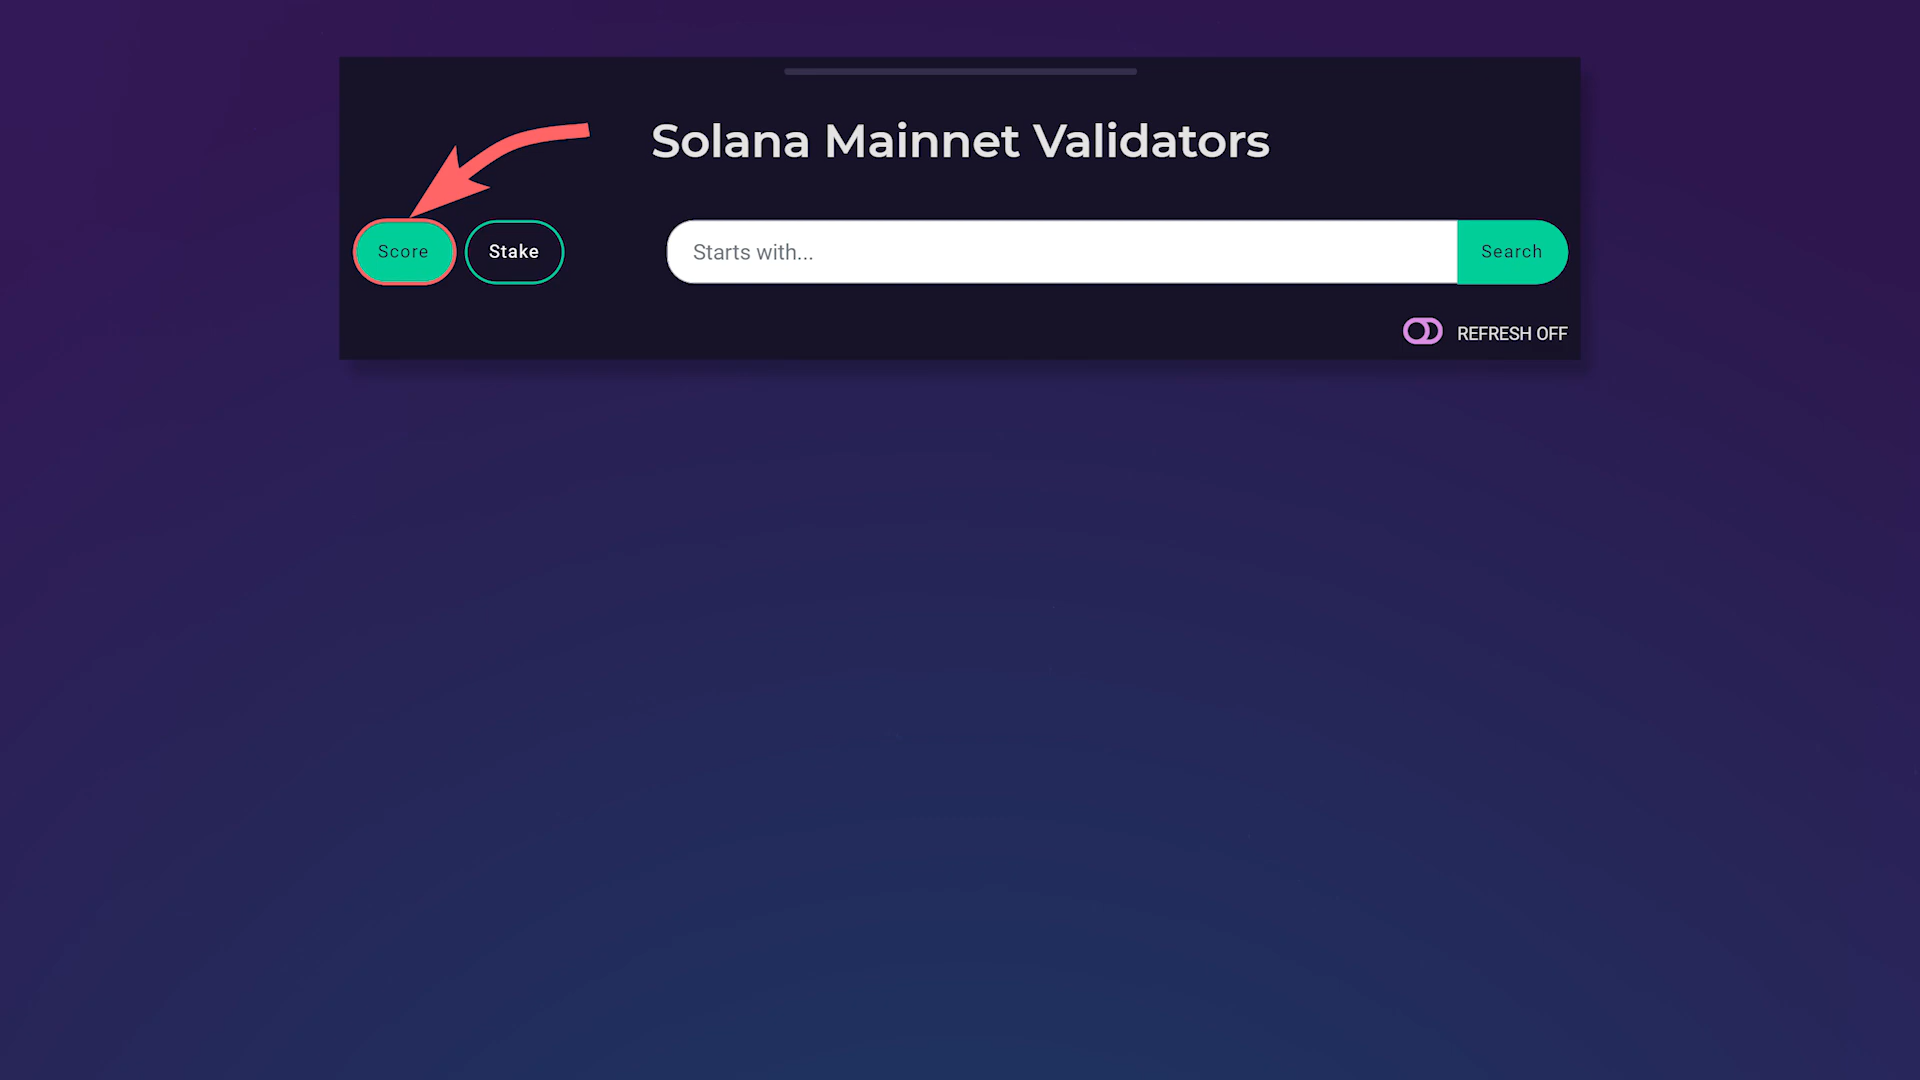 Solana Mainnet Validators
Score Stake Starts with... Search
REFRESH OFF